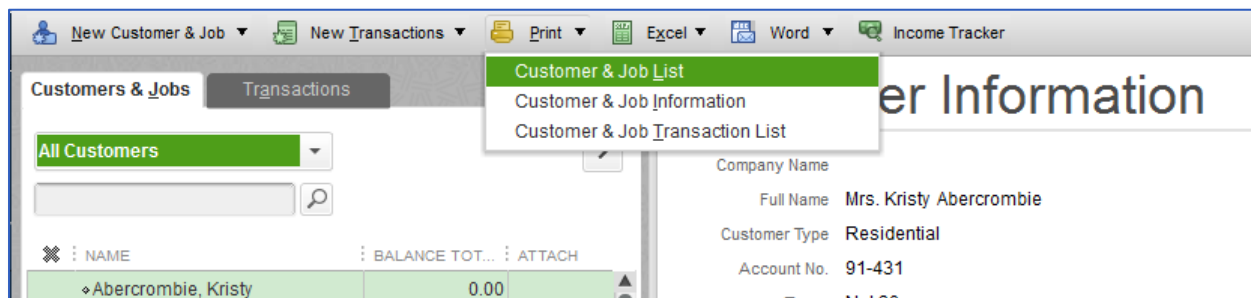 New Customer & Job New Transactions Print Excel Word Income Tracker
Customers & Jobs Transactions
Customer & Job List
Customer & Job Information
Customer & Job Transaction List
er Information
All Customers
NAME BALANCE TOT... ATTACH
Abercrombie, Kristy 0.00
Company Name
Full Name Mrs. Kristy Abercrombie
Customer Type Residential
Account No. 91-431